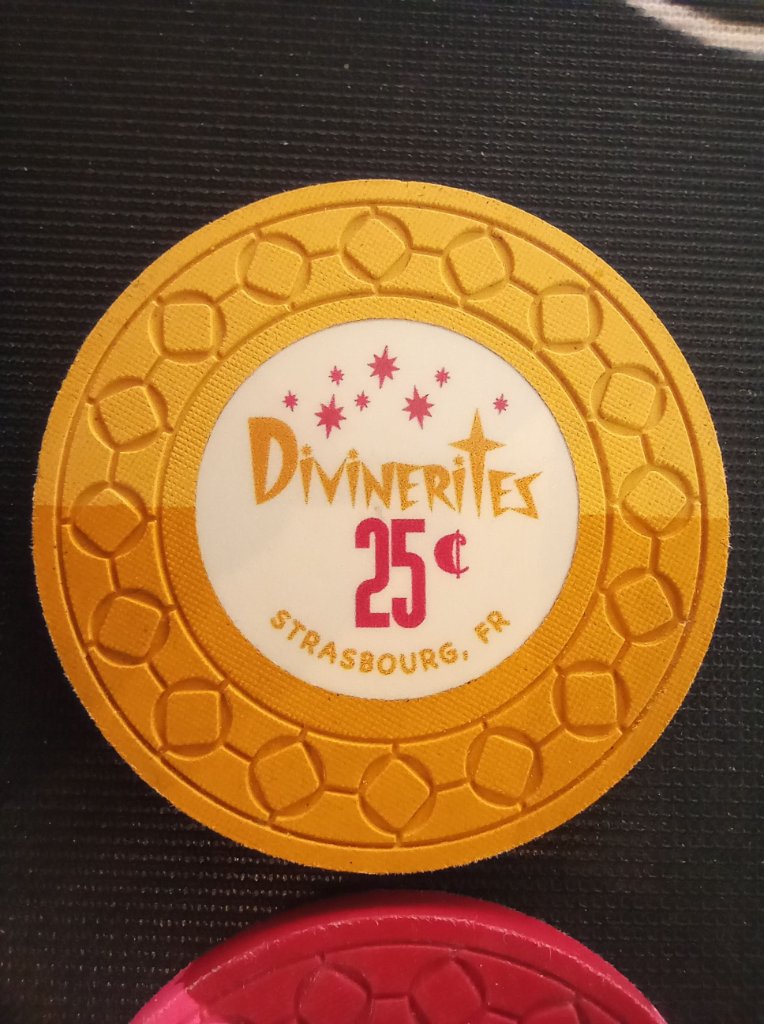 DIVINERITES
25¢
STRASBOURG, FR